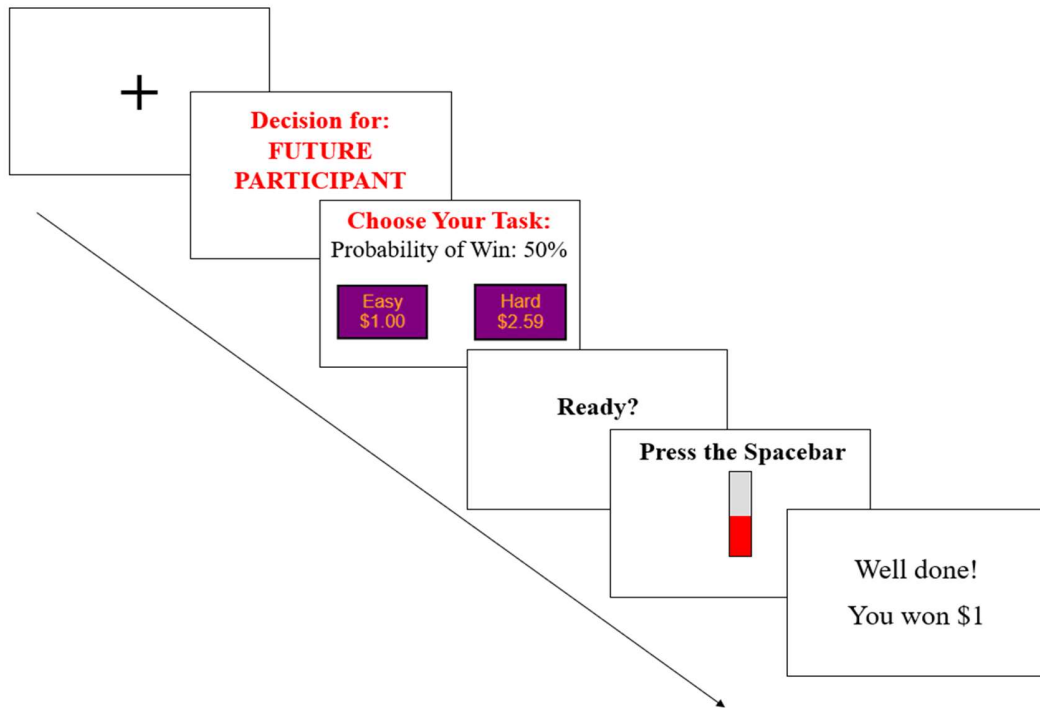 Decision for:
FUTURE
PARTICIPANT
Choose Your Task:
Probability of Win: 50%
Easy
$1.00
Hard
$2.59
Ready?
Press the Spacebar
Well done!
You won $1